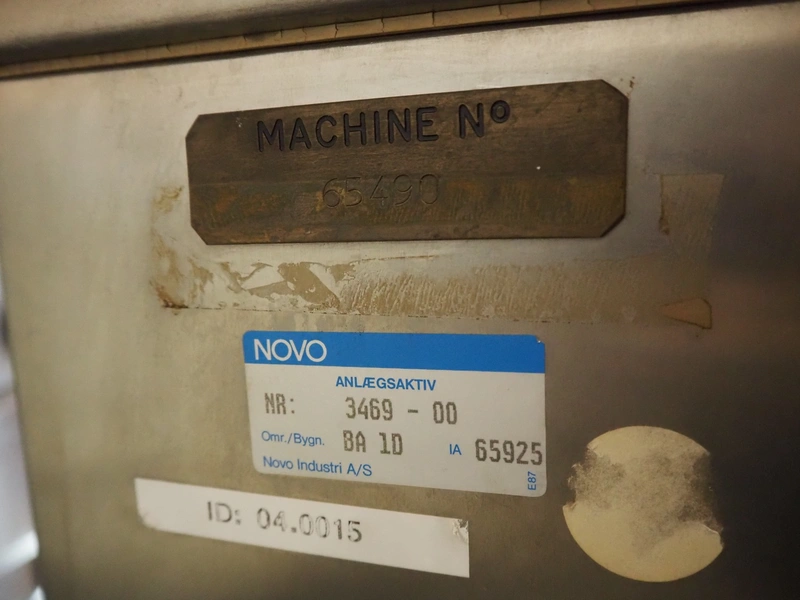 MACHINE Nº
65490
NOVO
ANLÆGSAKTIV
NR: 3469 - 00
Omr./Bygn. BA 1D IA 65925
Novo Industri A/S
E87
ID: 04.0015